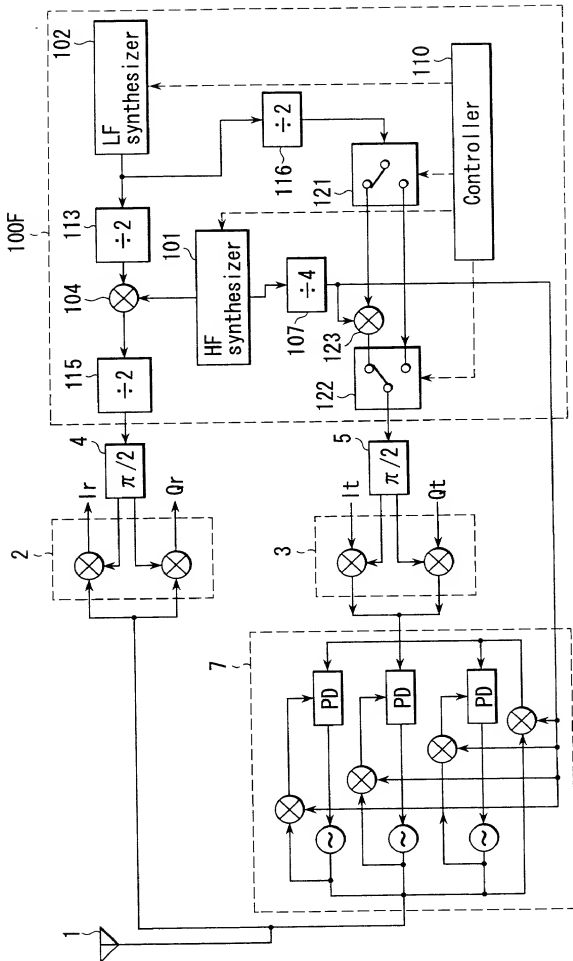 100F
102
LF
synthesizer
113
÷2
÷2
116
104
101
HF
synthesizer
÷4
107
115
÷2
121
123
122
110
Controller
4
π/2
5
π/2
2
Ir
Qr
3
It
Qt
7
PD
PD
PD
~
~
~
1